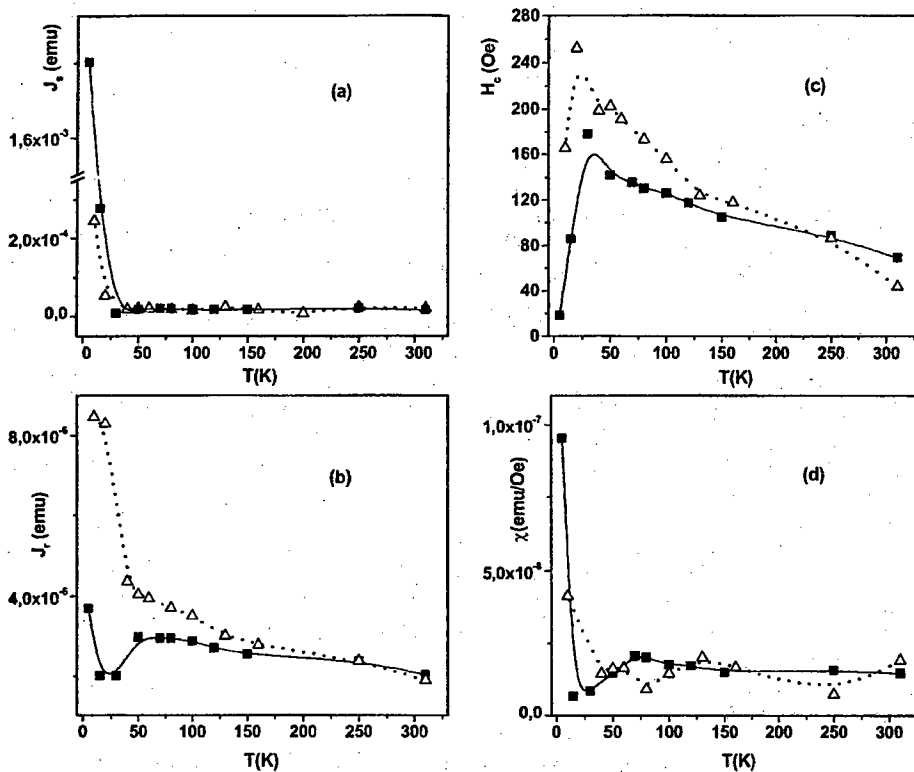 J_s (emu)
(a)
1,6x10^-3
2,0x10^-4
0,0
0 50 100 150 200 250 300
T(K)
H_c (Oe)
(c)
280
240
200
160
120
80
40
0
0 50 100 150 200 250 300
T(K)
J_r (emu)
(b)
8,0x10^-6
4,0x10^-6
0 50 100 150 200 250 300
T(K)
χ(emu/Oe)
(d)
1,0x10^-7
5,0x10^-8
0,0
0 50 100 150 200 250 300
T(K)